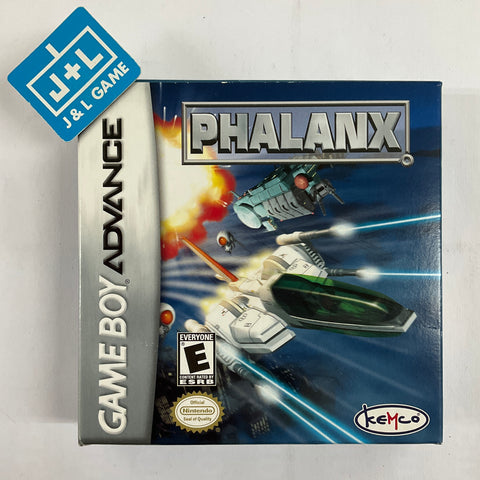 J+L
J & L GAME
PHALANX
GAME BOY ADVANCE
EVERYONE
E
CONTENT RATED BY
ESRB
Official
Nintendo
Seal of Quality
KEMCO